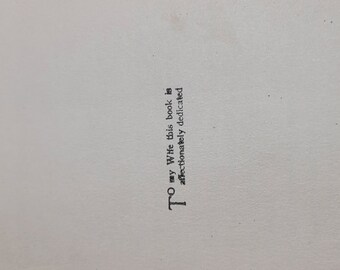 To my Wife this book is
affectionately dedicated